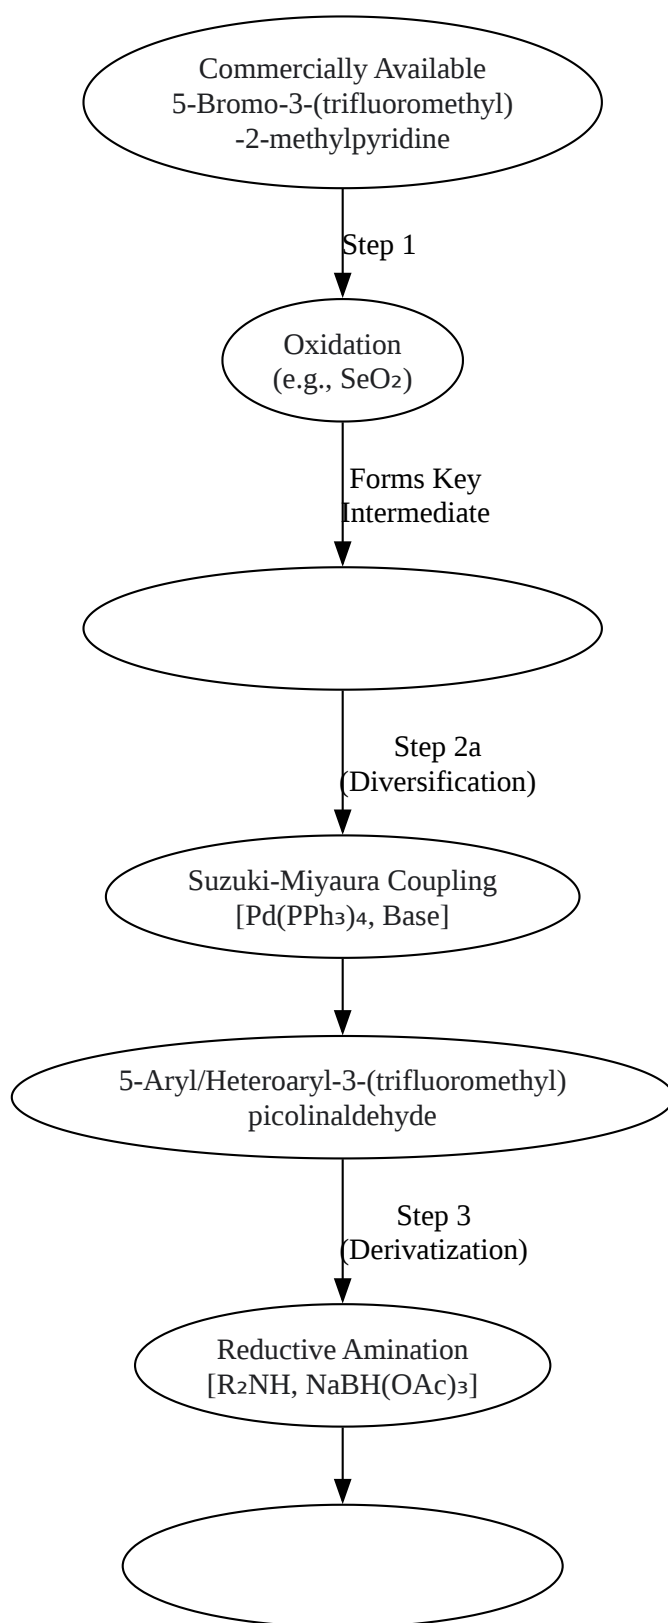 Commercially Available
5-Bromo-3-(trifluoromethyl)
-2-methylpyridine
Step 1
Oxidation
(e.g., SeO₂)
Forms Key
Intermediate
Step 2a
(Diversification)
Suzuki-Miyaura Coupling
[Pd(PPh₃)₄, Base]
5-Aryl/Heteroaryl-3-(trifluoromethyl)
picolinaldehyde
Step 3
(Derivatization)
Reductive Amination
[R₂NH, NaBH(OAc)₃]